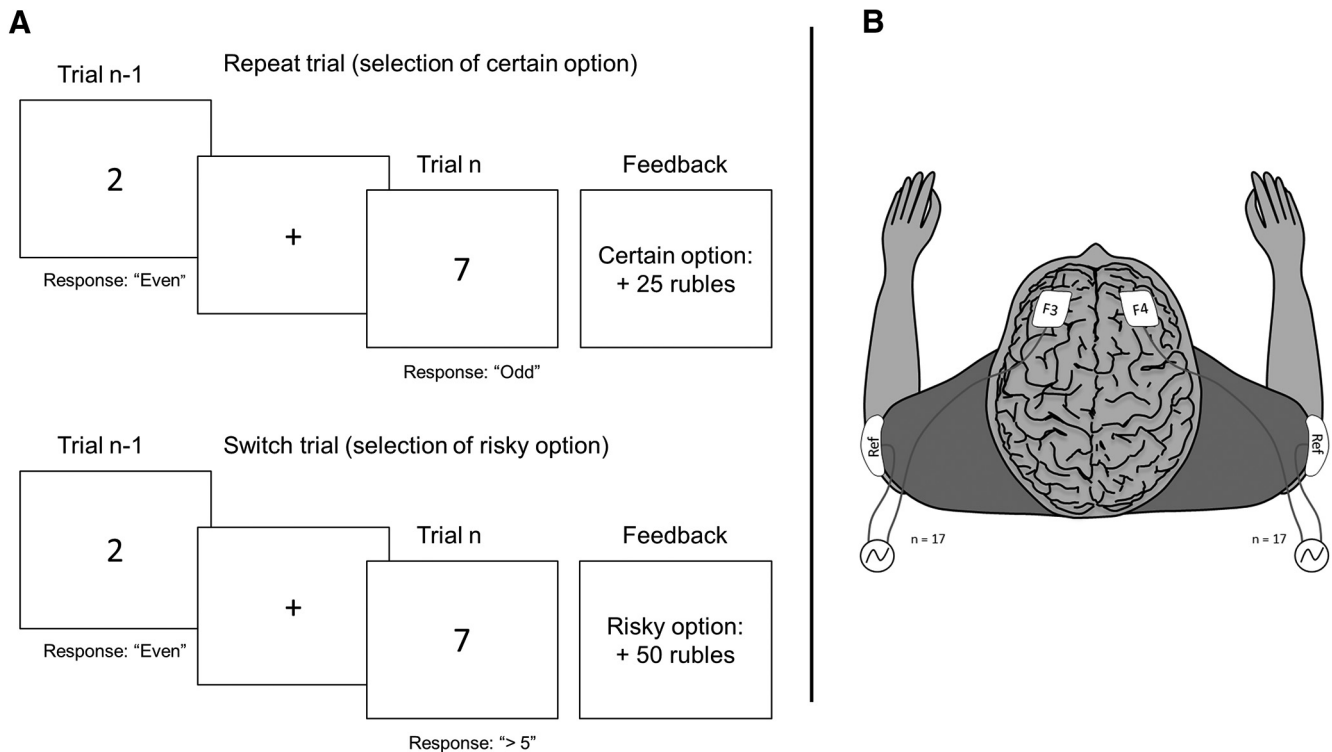 A
Repeat trial (selection of certain option)
Trial n-1
2
Response: “Even”
+
Trial n
7
Response: “Odd”
Feedback
Certain option:
+ 25 rubles
Switch trial (selection of risky option)
Trial n-1
2
Response: “Even”
+
Trial n
7
Response: “> 5”
Feedback
Risky option:
+ 50 rubles
B
F3
F4
Ref
Ref
n = 17
n = 17